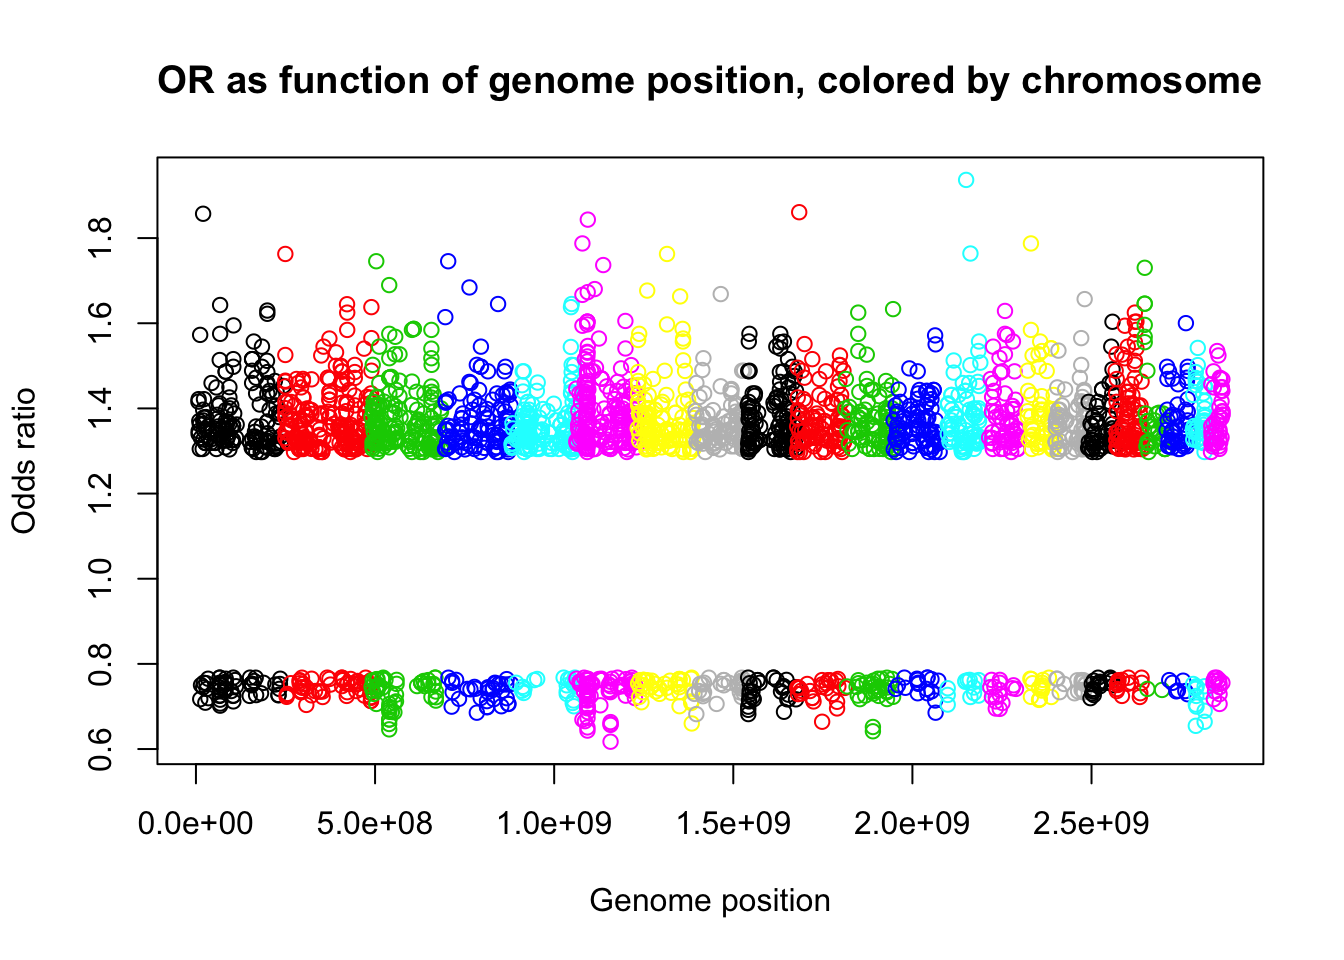 OR as function of genome position, colored by chromosome
Odds ratio
1.8
1.6
1.4
1.2
1.0
0.8
0.6
0.0e+00 5.0e+08 1.0e+09 1.5e+09 2.0e+09 2.5e+09
Genome position